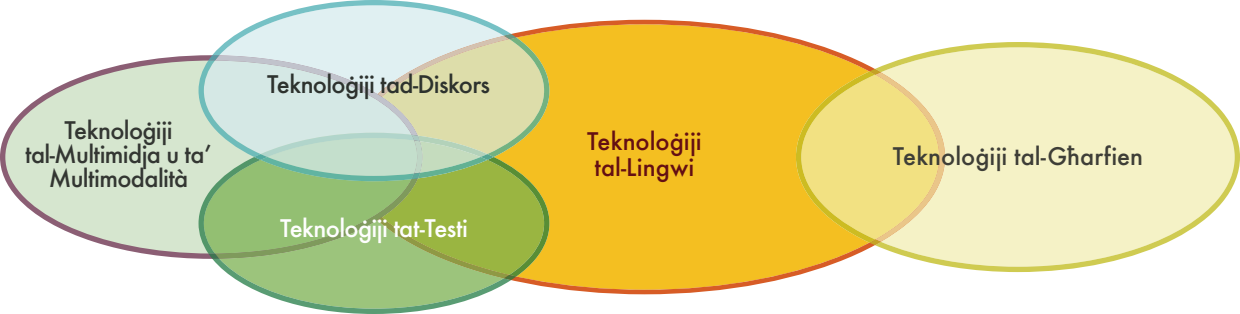 Teknoloġiji tad-Diskors
Teknoloġiji
tal-Multimidja u ta’
Multimodalità
Teknoloġiji tat-Testi
Teknoloġiji
tal-Lingwi
Teknoloġiji tal-Għarfien